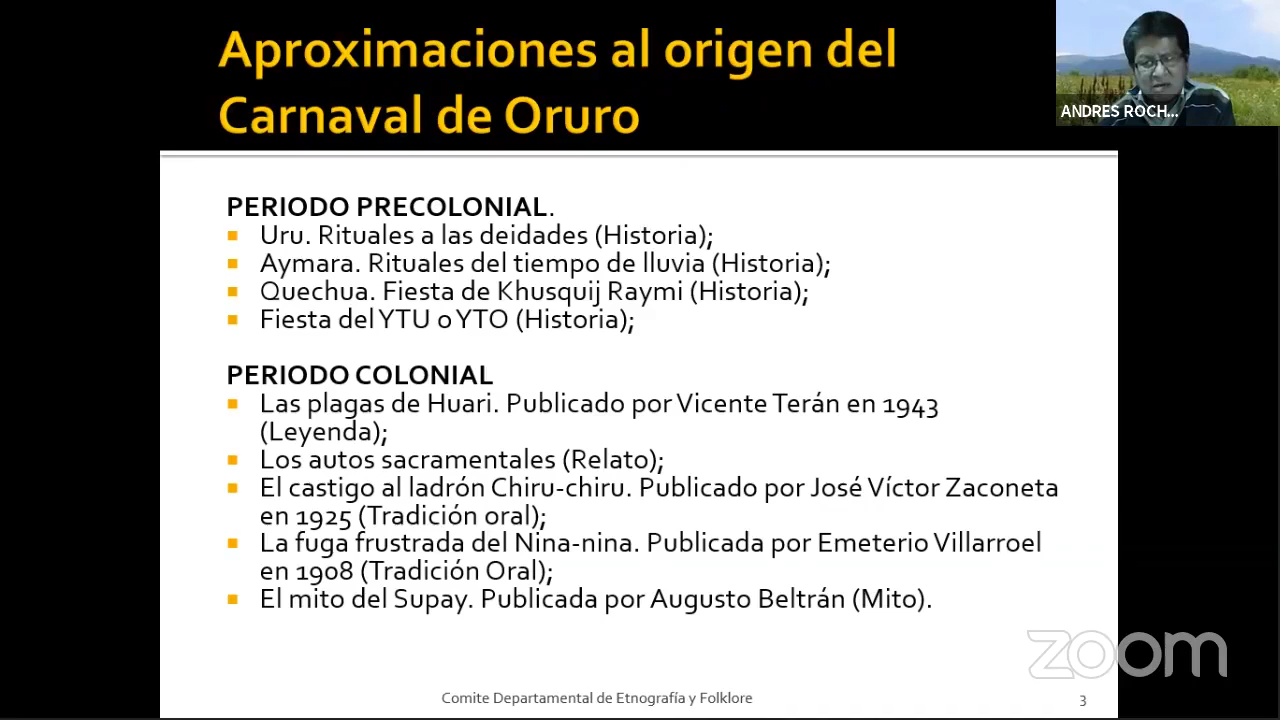 Aproximaciones al origen del
Carnaval de Oruro
ANDRES ROCH...
PERIODO PRECOLONIAL.
Uru. Rituales a las deidades (Historia);
Aymara. Rituales del tiempo de lluvia (Historia);
Quechua. Fiesta de Khusquij Raymi (Historia);
Fiesta del YTU o YTO (Historia);
PERIODO COLONIAL
Las plagas de Huari. Publicado por Vicente Terán en 1943
(Leyenda);
Los autos sacramentales (Relato);
El castigo al ladrón Chiru-chiru. Publicado por José Víctor Zaconeta
en 1925 (Tradición oral);
La fuga frustrada del Nina-nina. Publicada por Emeterio Villarroel
en 1908 (Tradición Oral);
El mito del Supay. Publicada por Augusto Beltrán (Mito).
zoom
Comite Departamental de Etnografía y Folklore
3